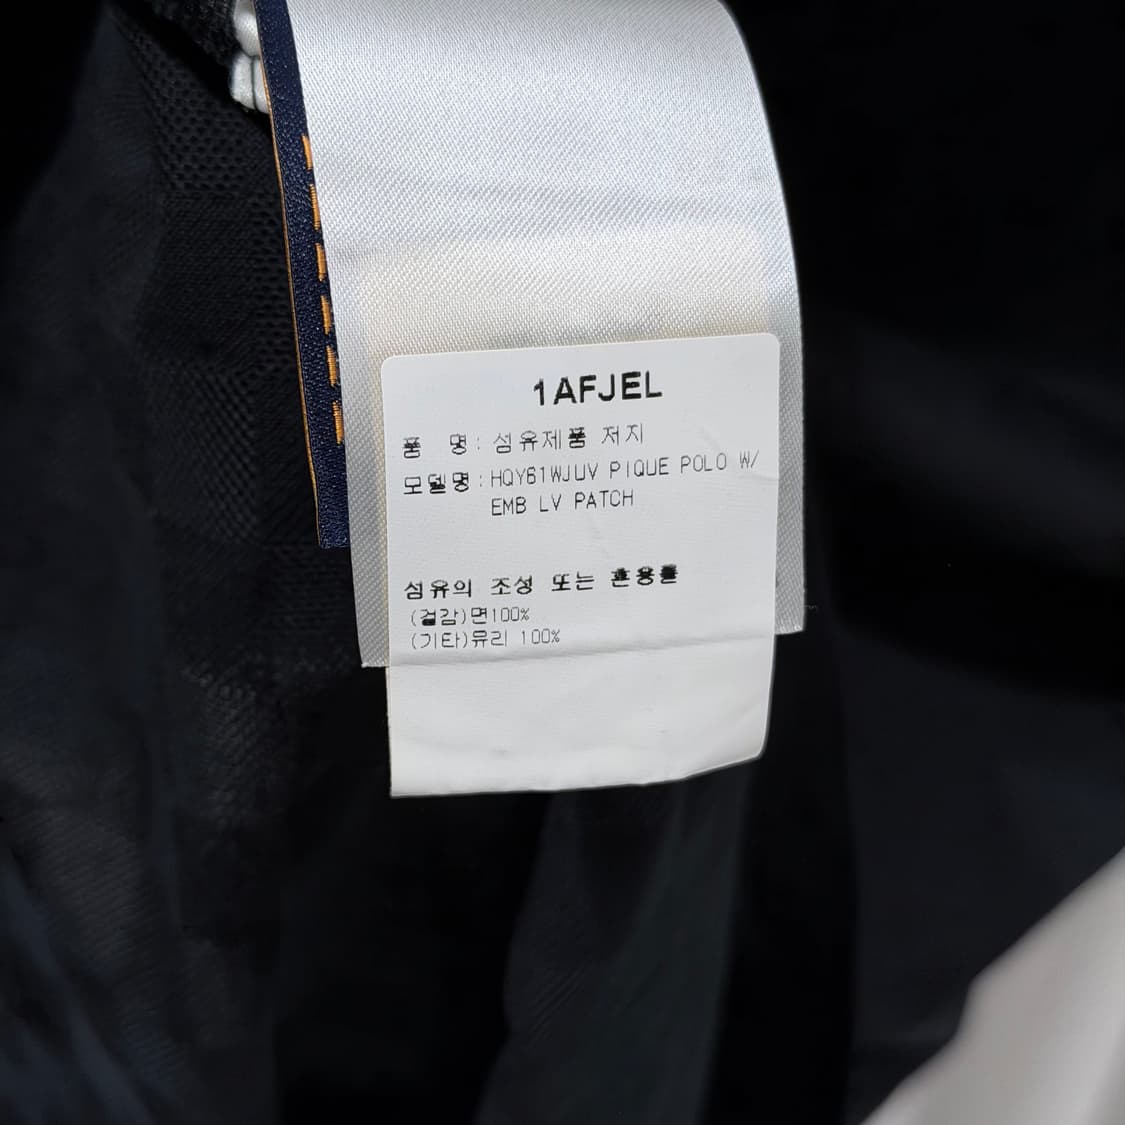 1AFJEL
품 명 : 섬유제품 저지
모델명 : HQY61WJUV PIQUE POLO W/
EMB LV PATCH
섬유의 조성 또는 혼용률
(겉감)면100%
(기타)유리 100%